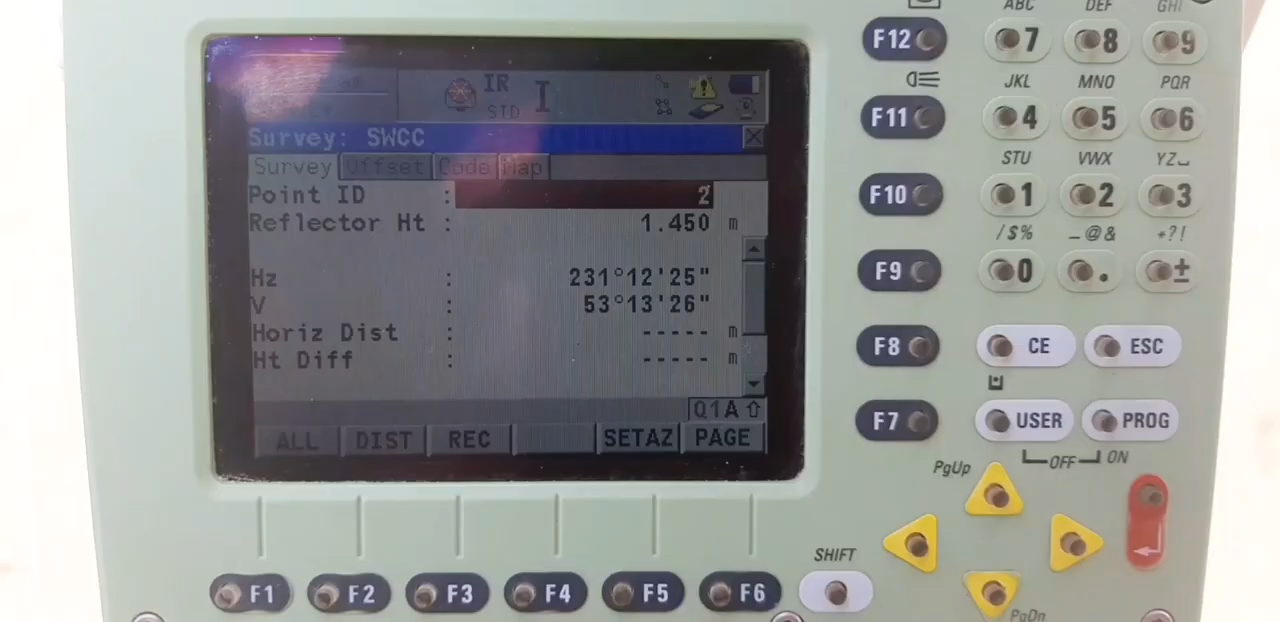 IR
STD I
Survey: SWCC
Survey Offset Code Map
Point ID : 2
Reflector Ht : 1.450 m
Hz : 231°12'25"
V : 53°13'26"
Horiz Dist : ----- m
Ht Diff : ----- m
Q1A
ALL DIST REC SETAZ PAGE
F1 F2 F3 F4 F5 F6
SHIFT
ABC DEF GHI
F12 7 8 9
JKL MNO PQR
F11 4 5 6
STU VWX YZ
F10 1 2 3
/$% _@& *?!
F9 0 . ±
F8 CE ESC
F7 USER PROG
OFF ON
PgUp
PgDn